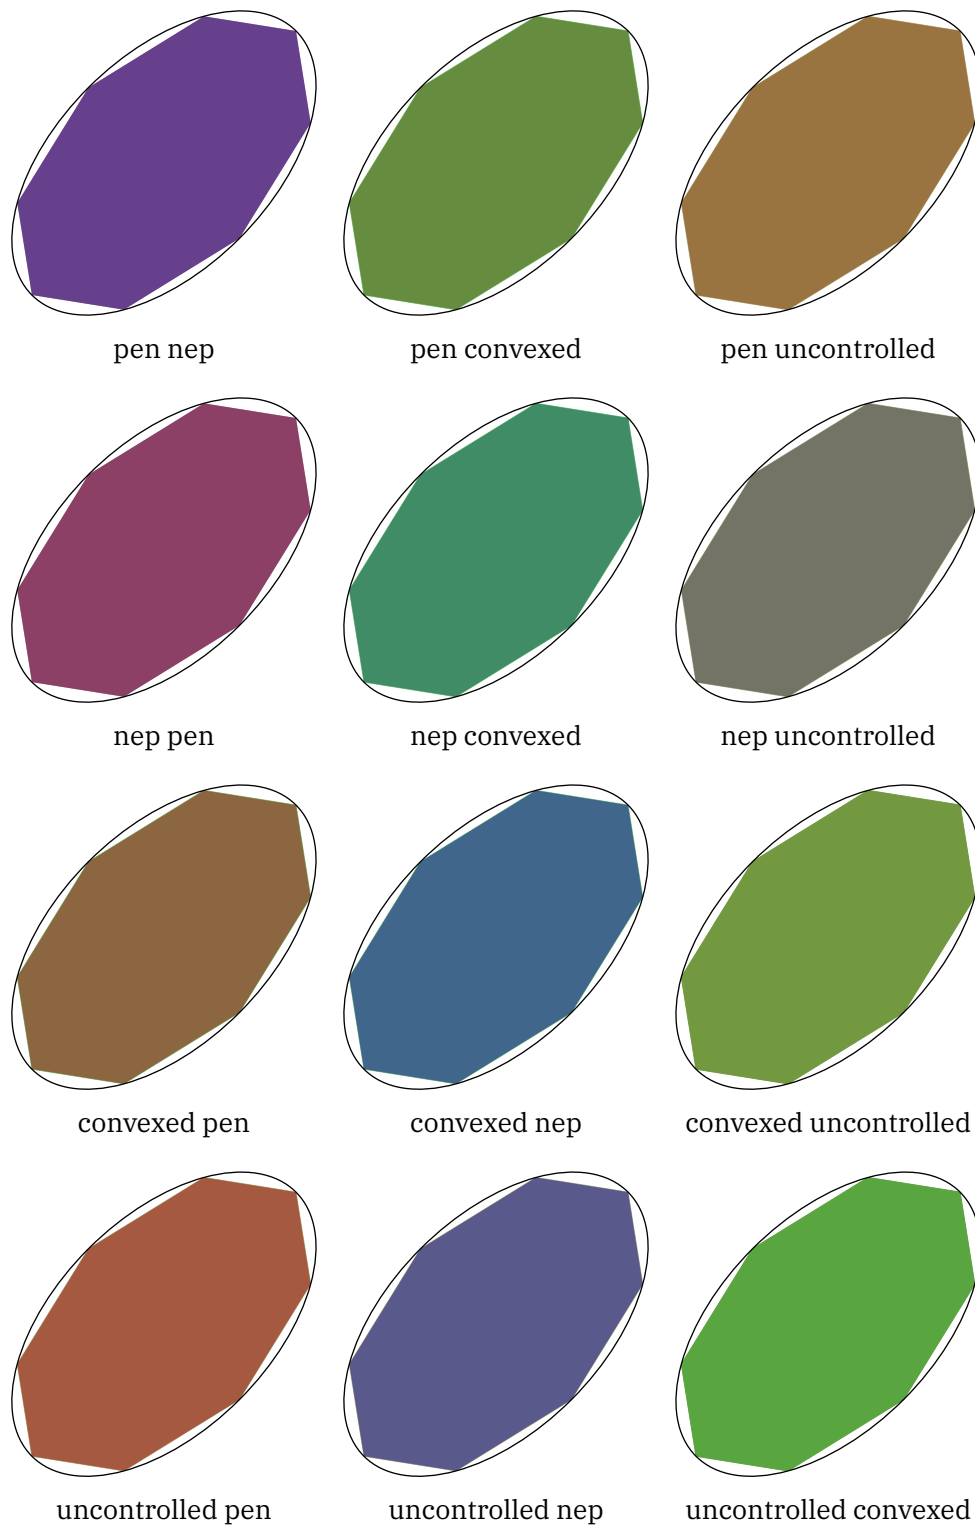 pen nep
pen convexed
pen uncontrolled
nep pen
nep convexed
nep uncontrolled
convexed pen
convexed nep
convexed uncontrolled
uncontrolled pen
uncontrolled nep
uncontrolled convexed